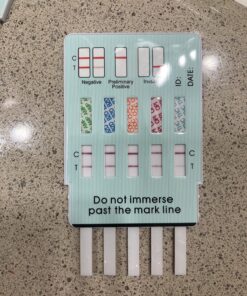 C
T
Negative Preliminary
Positive Invalid
ID:
DATE:
C
T
C
T
Do not immerse
past the mark line